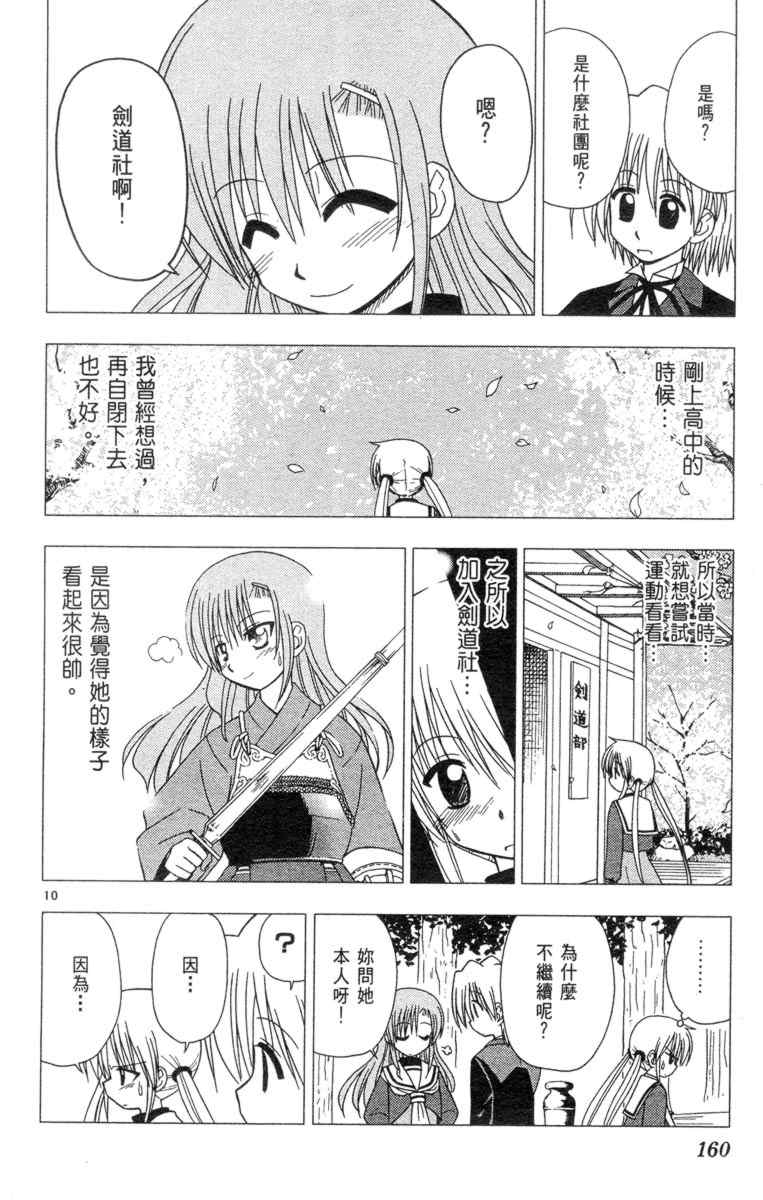 是嗎?
是什麼社團呢?
嗯?
劍道社啊!
剛上高中的
時候…
我曾經想過,
再自閉下去
也不好。
所以當時…
就想嘗試
運動看看…
剣道部
之所以
加入劍道社…
是因為覺得她的樣子
看起來很帥。
10
………
為什麼
不繼續呢?
妳問她
本人呀!
?
因…
因為…
160